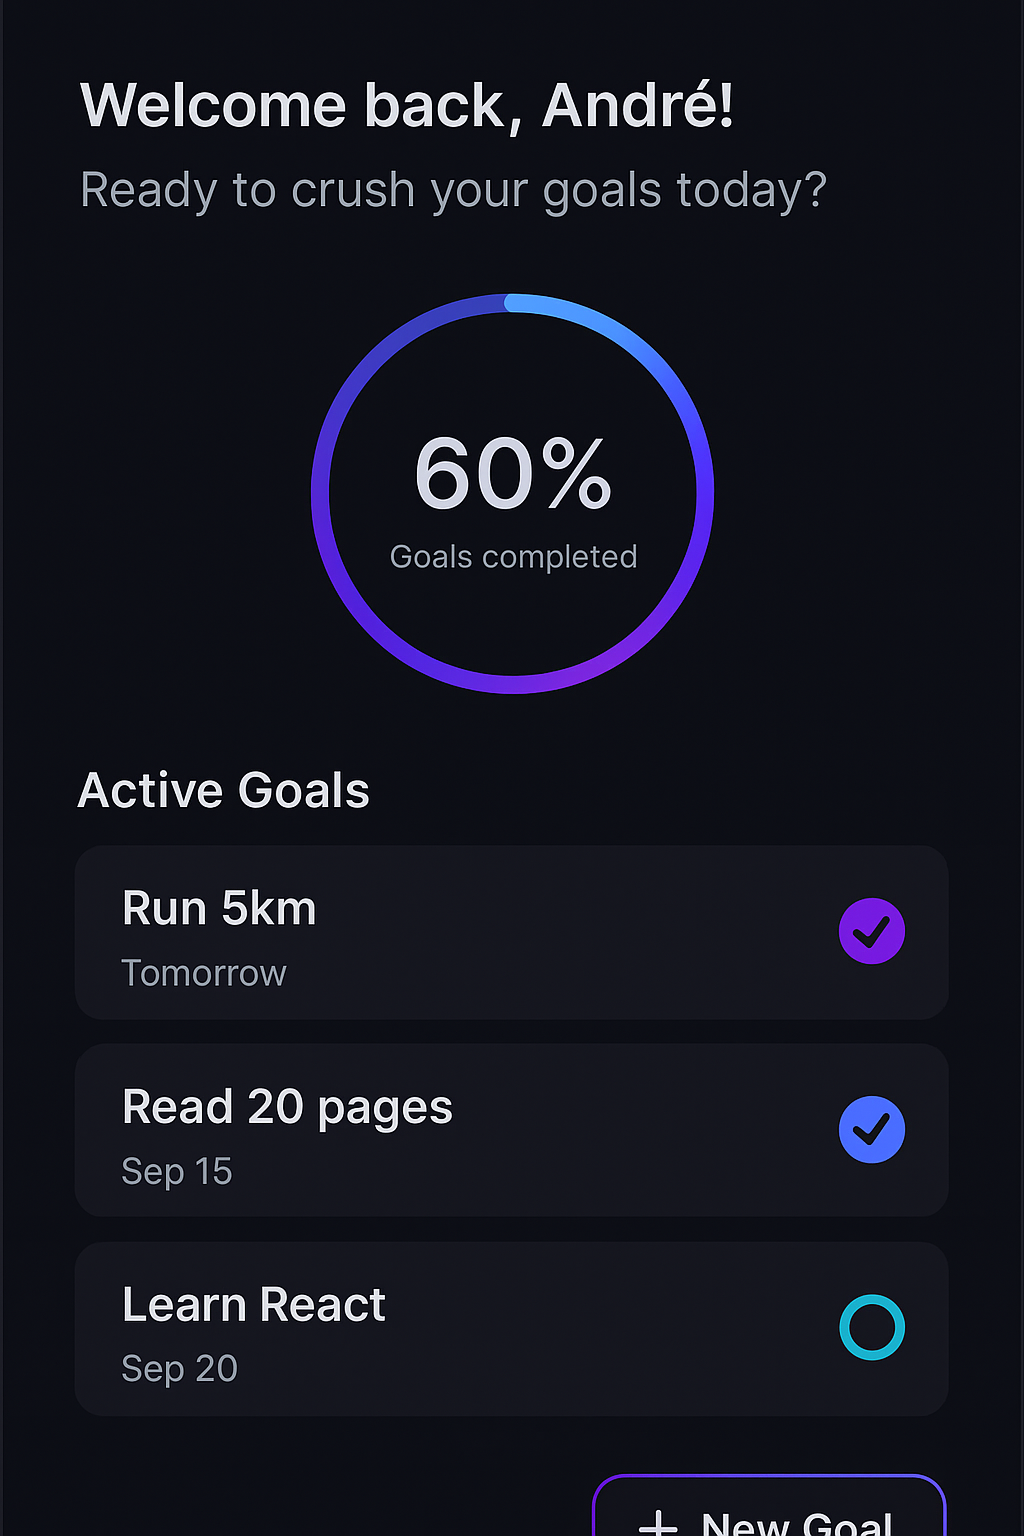 Welcome back, André!
Ready to crush your goals today?
60%
Goals completed
Active Goals
Run 5km
Tomorrow
Read 20 pages
Sep 15
Learn React
Sep 20
+ New Goal